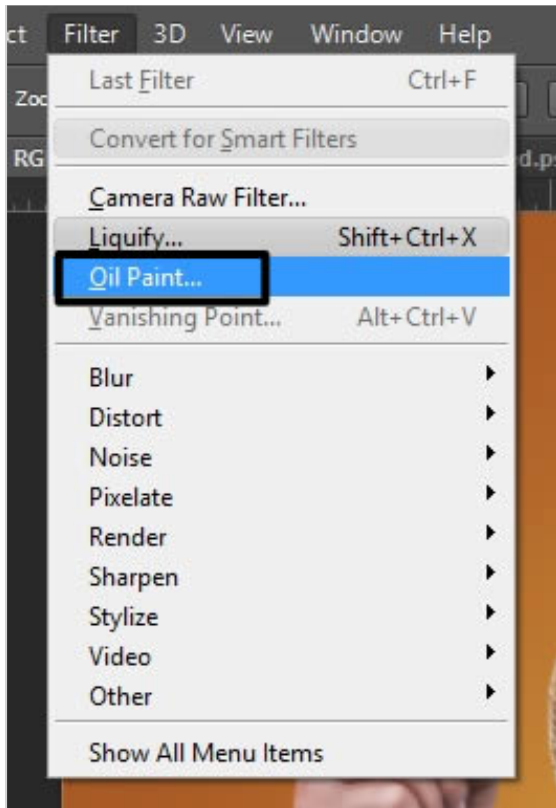 ct Filter 3D View Window Help
Last Filter Ctrl+F
Zoo
Convert for Smart Filters
RG d.ps
Camera Raw Filter...
Liquify... Shift+Ctrl+X
Oil Paint...
Vanishing Point... Alt+Ctrl+V
Blur
Distort
Noise
Pixelate
Render
Sharpen
Stylize
Video
Other
Show All Menu Items